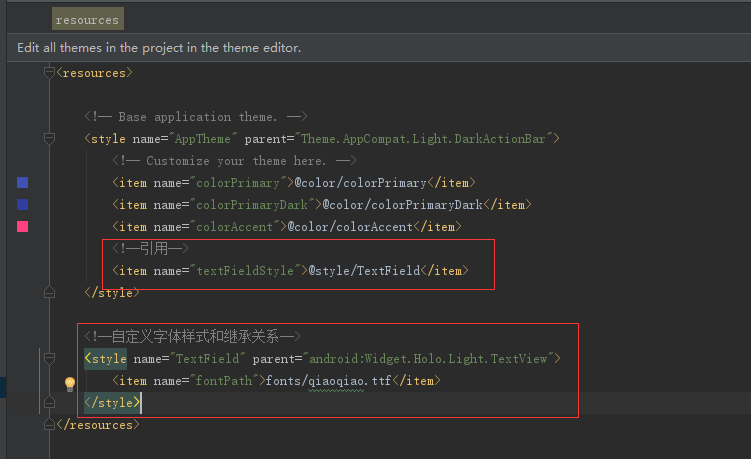 resources
Edit all themes in the project in the theme editor.
<resources>
<!-- Base application theme. -->
<style name="AppTheme" parent="Theme.AppCompat.Light.DarkActionBar">
<!-- Customize your theme here. -->
<item name="colorPrimary">@color/colorPrimary</item>
<item name="colorPrimaryDark">@color/colorPrimaryDark</item>
<item name="colorAccent">@color/colorAccent</item>
<!--引用-->
<item name="textFieldStyle">@style/TextField</item>
</style>
<!--自定义字体样式和继承关系-->
<style name="TextField" parent="android:Widget.Holo.Light.TextView">
<item name="fontPath">fonts/qiaoqiao.ttf</item>
</style>
</resources>